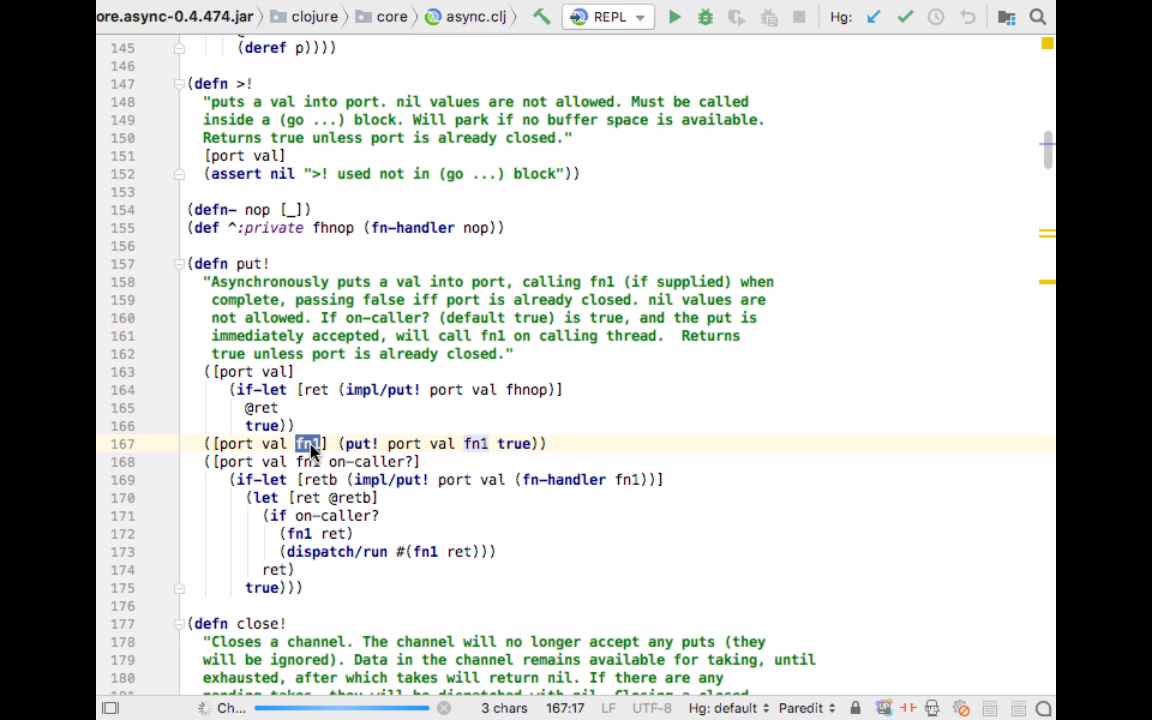 ore.async-0.4.474.jar clojure core async.clj REPL Hg:
145 (deref p))))
146
147 (defn >!
148 "puts a val into port. nil values are not allowed. Must be called
149 inside a (go ...) block. Will park if no buffer space is available.
150 Returns true unless port is already closed."
151 [port val]
152 (assert nil ">! used not in (go ...) block"))
153
154 (defn- nop [_])
155 (def ^:private fhnop (fn-handler nop))
156
157 (defn put!
158 "Asynchronously puts a val into port, calling fn1 (if supplied) when
159 complete, passing false iff port is already closed. nil values are
160 not allowed. If on-caller? (default true) is true, and the put is
161 immediately accepted, will call fn1 on calling thread.  Returns
162 true unless port is already closed."
163 ([port val]
164 (if-let [ret (impl/put! port val fhnop)]
165 @ret
166 true))
167 ([port val fn1] (put! port val fn1 true))
168 ([port val fn1 on-caller?]
169 (if-let [retb (impl/put! port val (fn-handler fn1))]
170 (let [ret @retb]
171 (if on-caller?
172 (fn1 ret)
173 (dispatch/run #(fn1 ret)))
174 ret)
175 true)))
176
177 (defn close!
178 "Closes a channel. The channel will no longer accept any puts (they
179 will be ignored). Data in the channel remains available for taking, until
180 exhausted, after which takes will return nil. If there are any
Ch... 3 chars 167:17 LF UTF-8 Hg: default Paredit